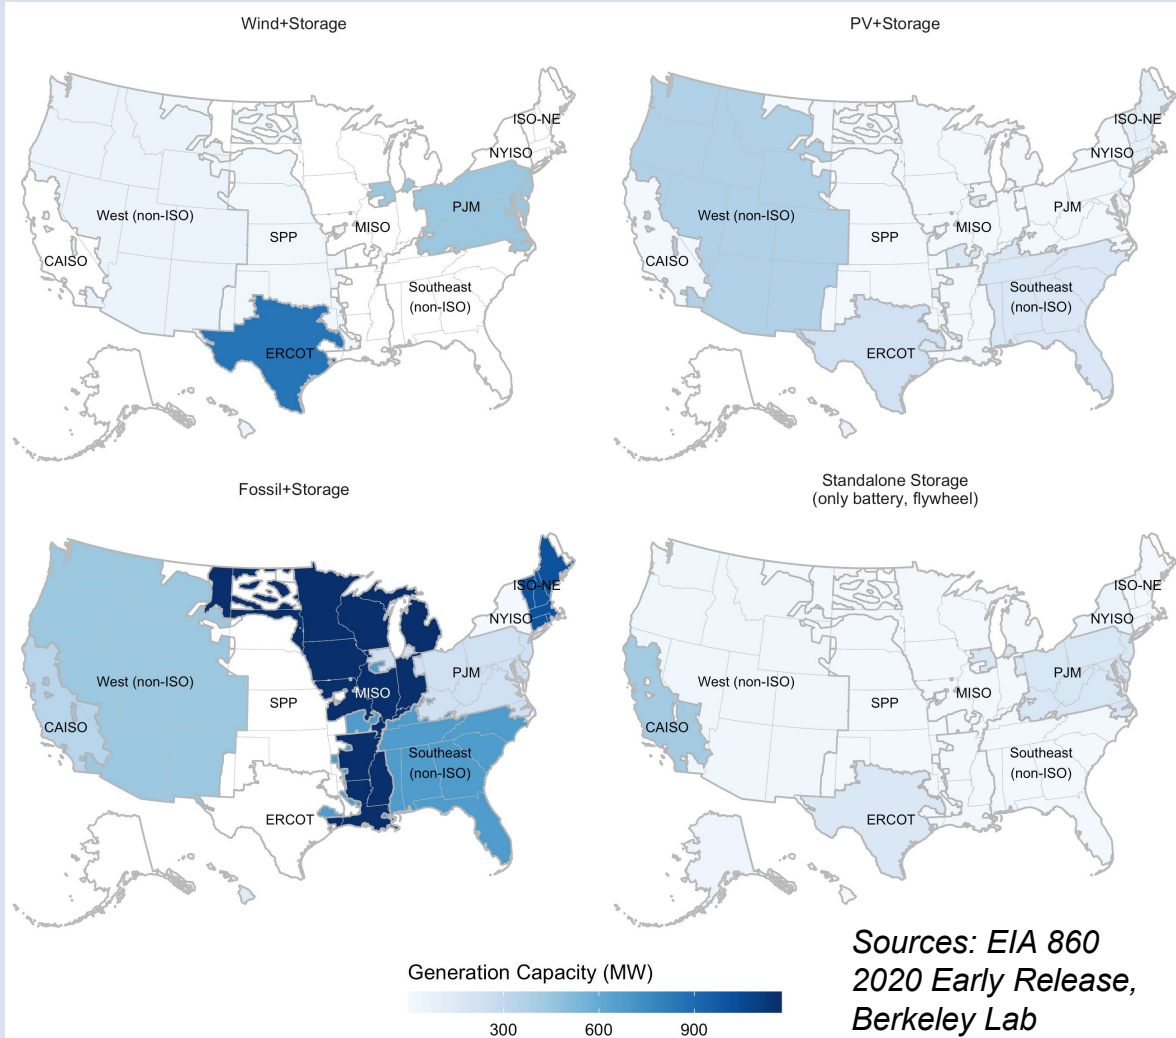 Wind+Storage
PV+Storage
ISO-NE
NYISO
PJM
West (non-ISO)
MISO
SPP
CAISO
Southeast
(non-ISO)
ERCOT
ISO-NE
NYISO
PJM
West (non-ISO)
MISO
SPP
CAISO
Southeast
(non-ISO)
ERCOT
Fossil+Storage
Standalone Storage
(only battery, flywheel)
ISO-NE
NYISO
PJM
West (non-ISO)
MISO
SPP
CAISO
Southeast
(non-ISO)
ERCOT
ISO-NE
NYISO
PJM
West (non-ISO)
MISO
SPP
CAISO
Southeast
(non-ISO)
ERCOT
Generation Capacity (MW)
300 600 900
Sources: EIA 860
2020 Early Release,
Berkeley Lab